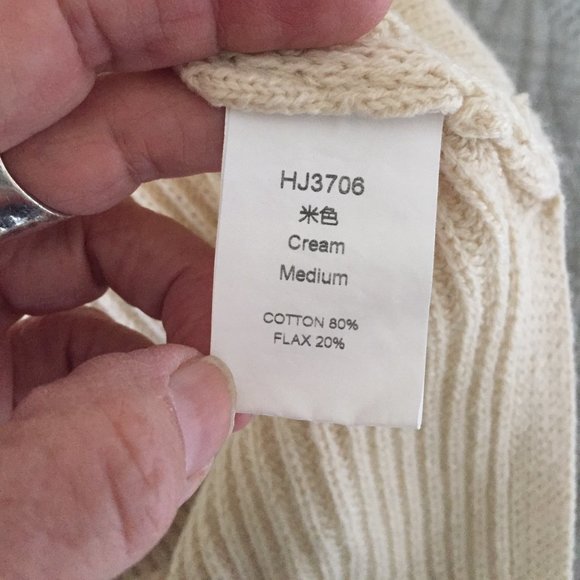 HJ3706
米色
Cream
Medium
COTTON 80%
FLAX 20%